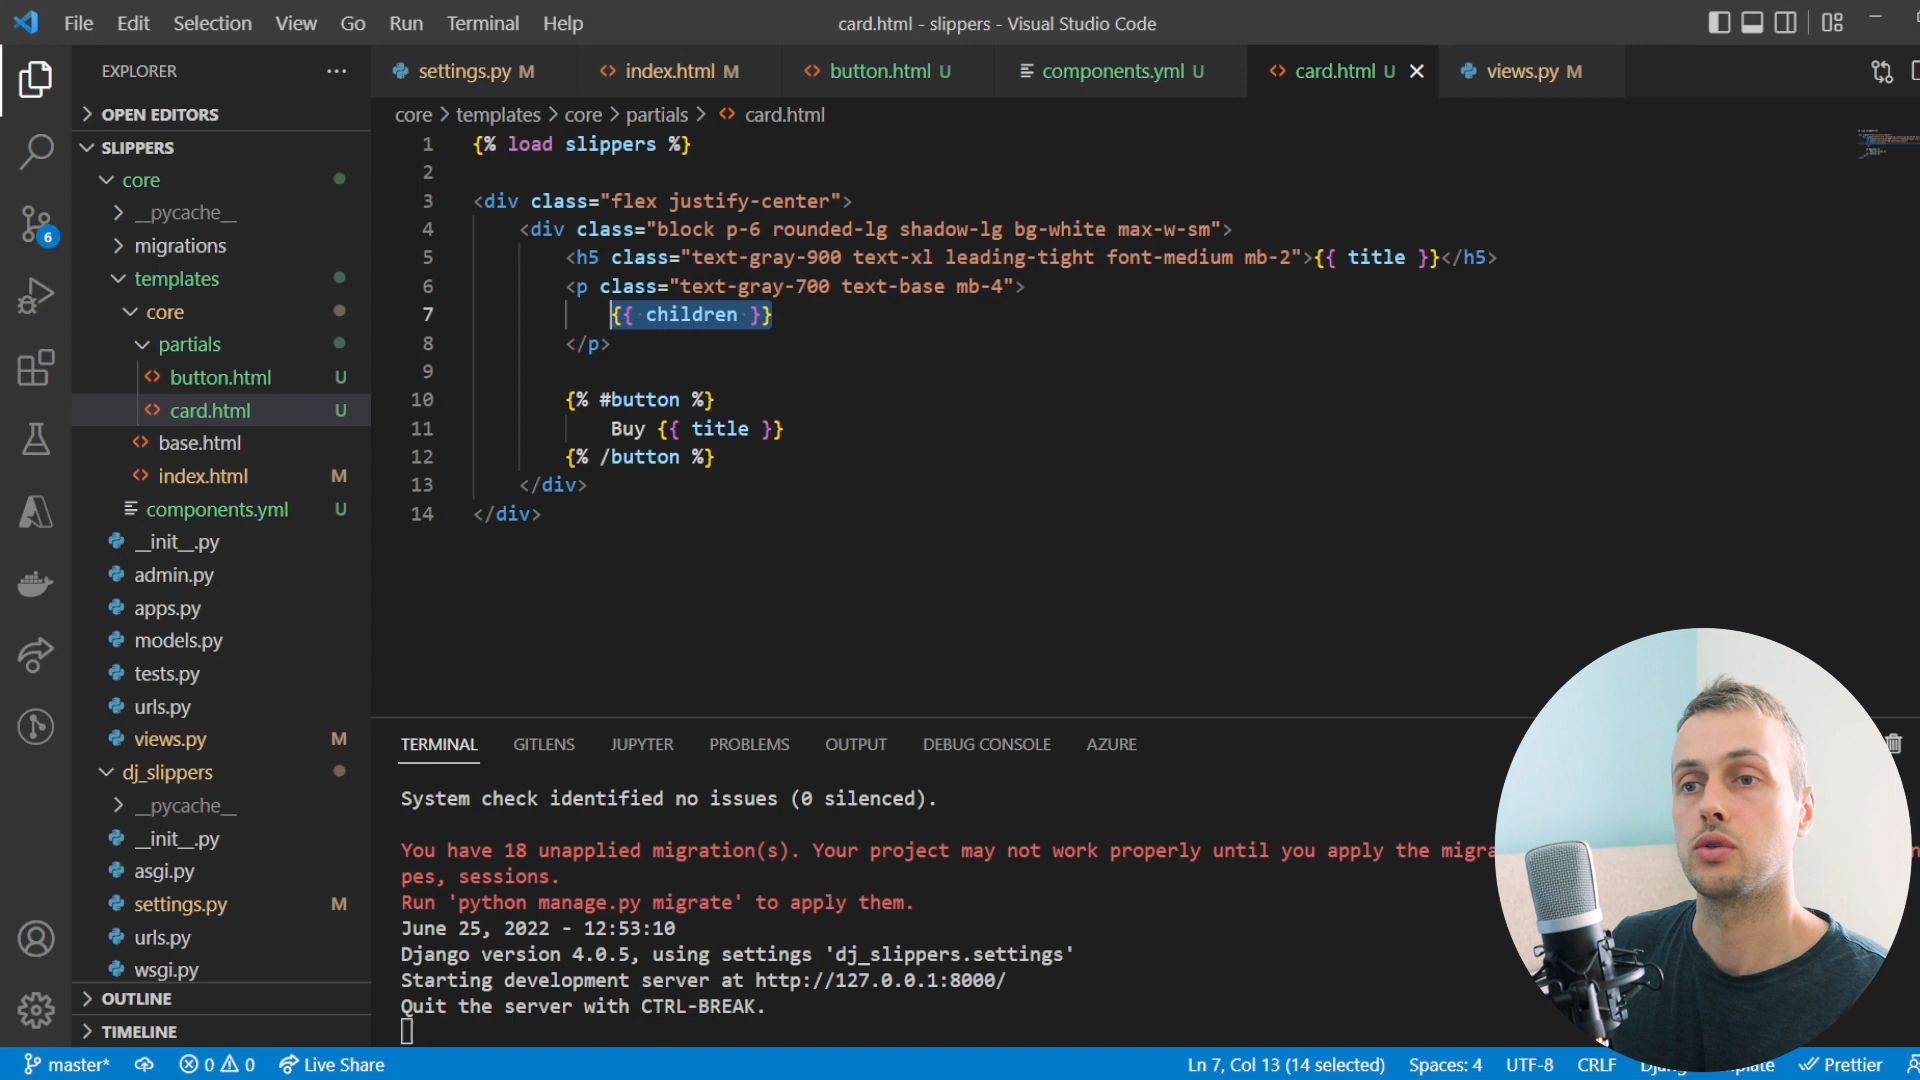 File Edit Selection View Go Run Terminal Help
card.html - slippers - Visual Studio Code
EXPLORER
OPEN EDITORS
SLIPPERS
core
__pycache__
migrations
templates
core
partials
button.html U
card.html U
base.html
index.html M
components.yml U
__init__.py
admin.py
apps.py
models.py
tests.py
urls.py
views.py M
dj_slippers
__pycache__
__init__.py
asgi.py
settings.py M
urls.py
wsgi.py
OUTLINE
TIMELINE
6
settings.py M index.html M button.html U components.yml U card.html U views.py M
core > templates > core > partials > card.html
1 {% load slippers %}
2
3 <div class="flex justify-center">
4 <div class="block p-6 rounded-lg shadow-lg bg-white max-w-sm">
5 <h5 class="text-gray-900 text-xl leading-tight font-medium mb-2">{{ title }}</h5>
6 <p class="text-gray-700 text-base mb-4">
7 {{ children }}
8 </p>
9
10 {% #button %}
11 Buy {{ title }}
12 {% /button %}
13 </div>
14 </div>
TERMINAL GITLENS JUPYTER PROBLEMS OUTPUT DEBUG CONSOLE AZURE
System check identified no issues (0 silenced).
You have 18 unapplied migration(s). Your project may not work properly until you apply the migra
pes, sessions.
Run 'python manage.py migrate' to apply them.
June 25, 2022 - 12:53:10
Django version 4.0.5, using settings 'dj_slippers.settings'
Starting development server at http://127.0.0.1:8000/
Quit the server with CTRL-BREAK.
master* 0 0 Live Share
Ln 7, Col 13 (14 selected) Spaces: 4 UTF-8 CRLF Prettier